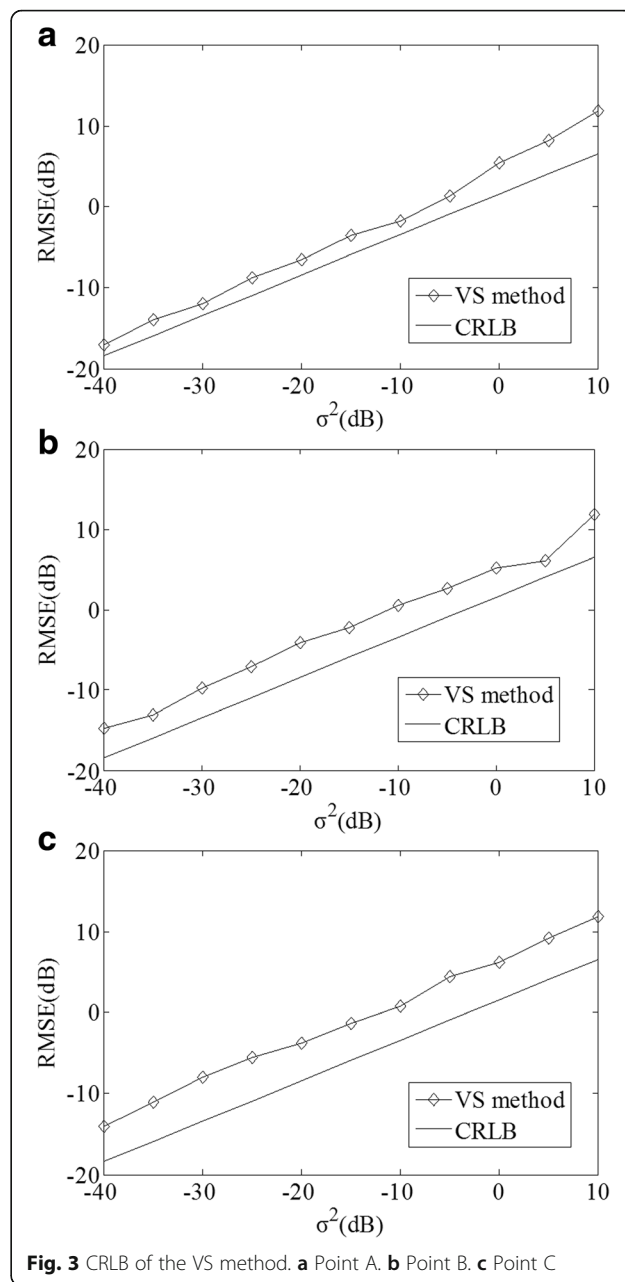 a
20
10
0
-10
-20
RMSE(dB)
VS method
CRLB
-40 -30 -20 -10 0 10
σ²(dB)
b
20
10
0
-10
-20
RMSE(dB)
VS method
CRLB
-40 -30 -20 -10 0 10
σ²(dB)
c
20
10
0
-10
-20
RMSE(dB)
VS method
CRLB
-40 -30 -20 -10 0 10
σ²(dB)
Fig. 3 CRLB of the VS method. a Point A. b Point B. c Point C